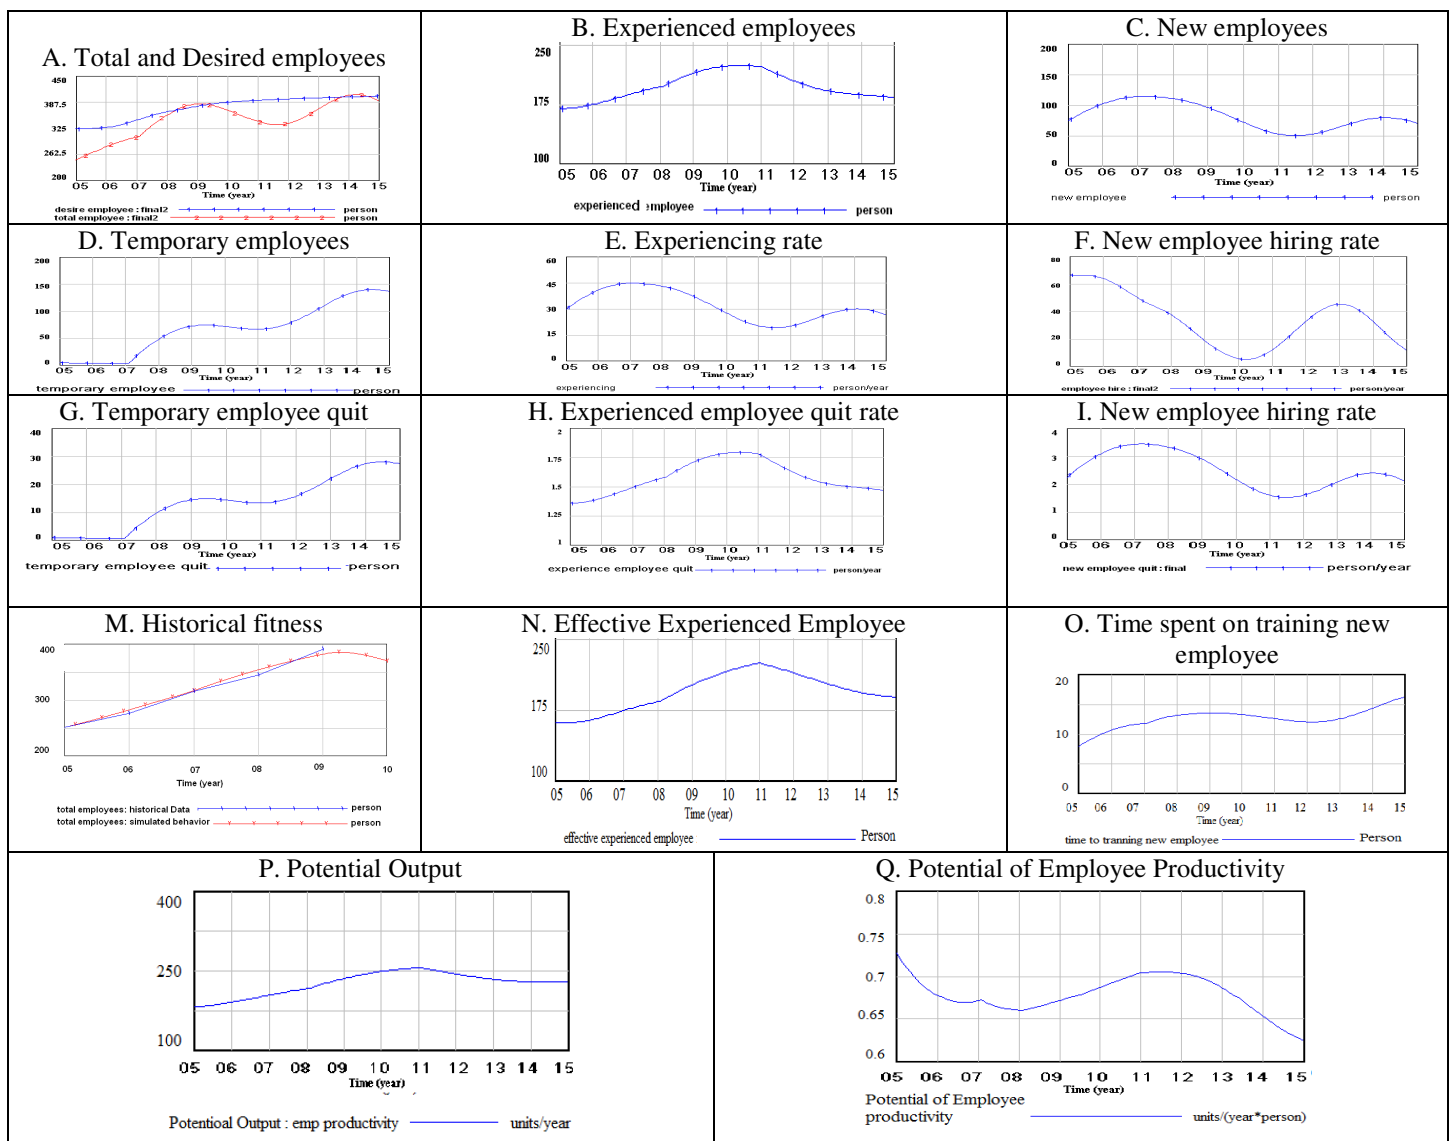 A. Total and Desired employees
450
387.5
325
262.5
200
05 06 07 08 09 10 11 12 13 14 15
Time (year)
desire employee : final2 person
total employee : final2 person
B. Experienced employees
250
175
100
05 06 07 08 09 10 11 12 13 14 15
Time (year)
experienced employee person
C. New employees
200
150
100
50
0
05 06 07 08 09 10 11 12 13 14 15
Time (year)
new employee person
D. Temporary employees
200
150
100
50
0
05 06 07 08 09 10 11 12 13 14 15
Time (year)
temporary employee person
E. Experiencing rate
60
45
30
15
0
05 06 07 08 09 10 11 12 13 14 15
Time (year)
experiencing person/year
F. New employee hiring rate
80
60
40
20
0
05 06 07 08 09 10 11 12 13 14 15
Time (year)
employee hire : final2 person/year
G. Temporary employee quit
40
30
20
10
0
05 06 07 08 09 10 11 12 13 14 15
Time (year)
temporary employee quit person
H. Experienced employee quit rate
2
1.75
1.5
1.25
1
05 06 07 08 09 10 11 12 13 14 15
Time (year)
experience employee quit person/year
I. New employee hiring rate
4
3
2
1
0
05 06 07 08 09 10 11 12 13 14 15
Time (year)
new employee quit : final person/year
M. Historical fitness
400
300
200
05 06 07 08 09 10
Time (year)
total employees: historical Data person
total employees: simulated behavior person
N. Effective Experienced Employee
250
175
100
05 06 07 08 09 10 11 12 13 14 15
Time (year)
effective experienced employee Person
O. Time spent on training new
employee
20
10
0
05 06 07 08 09 10 11 12 13 14 15
Time (year)
time to tranning new employee Person
P. Potential Output
400
250
100
05 06 07 08 09 10 11 12 13 14 15
Time (year)
Potentioal Output : emp productivity units/year
Q. Potential of Employee Productivity
0.8
0.75
0.7
0.65
0.6
05 06 07 08 09 10 11 12 13 14 15
Time (year)
Potential of Employee
productivity units/(year*person)